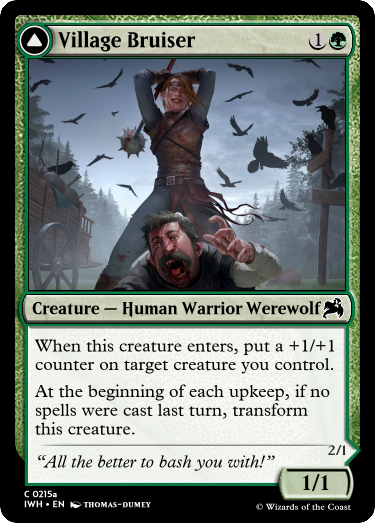 Village Bruiser 1
Creature — Human Warrior Werewolf
When this creature enters, put a +1/+1
counter on target creature you control.
At the beginning of each upkeep, if no
spells were cast last turn, transform
this creature.
2/1
“All the better to bash you with!”
1/1
C 0215a
IWH • EN THOMAS-DUMEY
© Wizards of the Coast